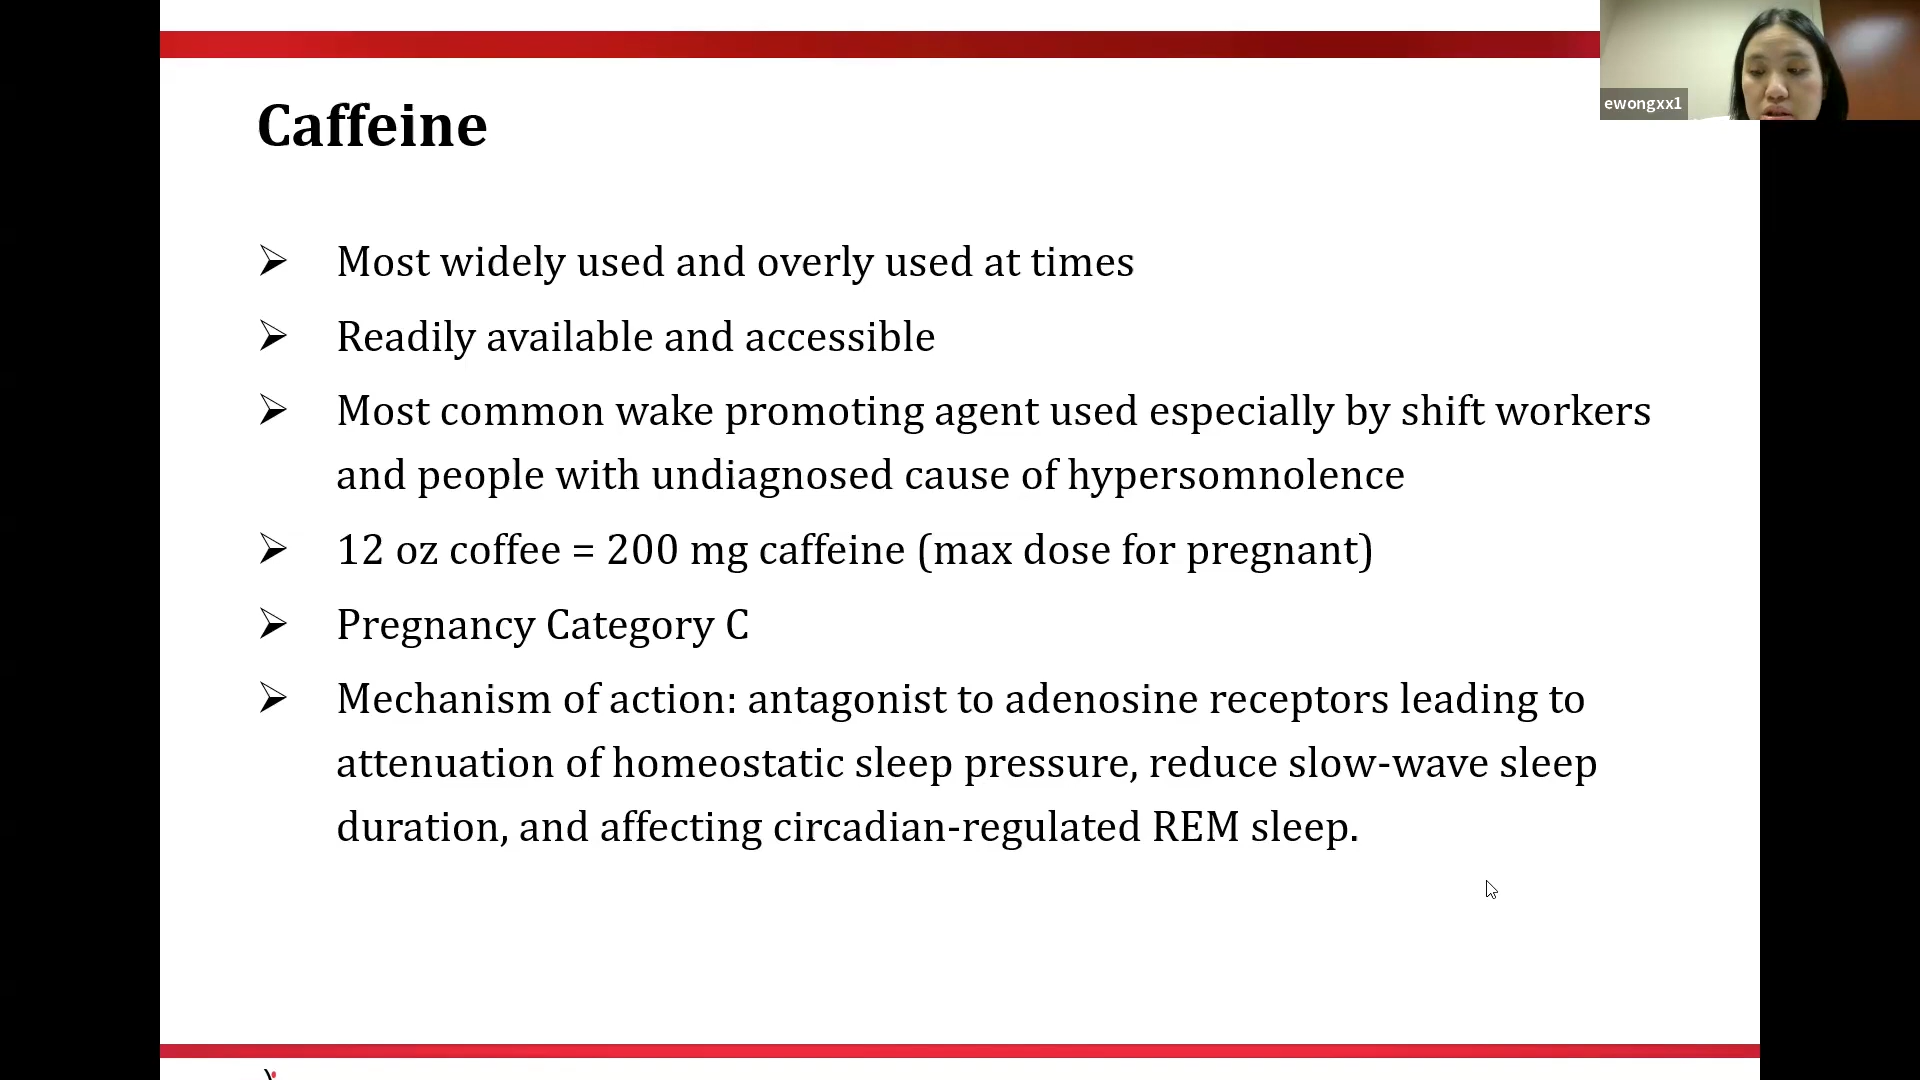 Caffeine
ewongxx1
Most widely used and overly used at times
Readily available and accessible
Most common wake promoting agent used especially by shift workers
and people with undiagnosed cause of hypersomnolence
12 oz coffee = 200 mg caffeine (max dose for pregnant)
Pregnancy Category C
Mechanism of action: antagonist to adenosine receptors leading to
attenuation of homeostatic sleep pressure, reduce slow-wave sleep
duration, and affecting circadian-regulated REM sleep.